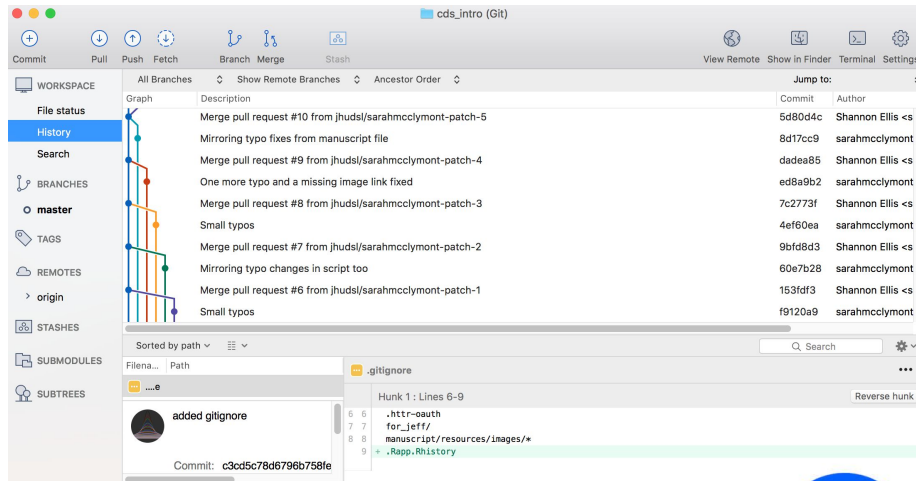 cds_intro (Git)
Commit Pull Push Fetch Branch Merge Stash View Remote Show in Finder Terminal Settings
WORKSPACE
File status
History
Search
BRANCHES
master
TAGS
REMOTES
origin
STASHES
SUBMODULES
SUBTREES
All Branches Show Remote Branches Ancestor Order Jump to:
Graph Description Commit Author
Merge pull request #10 from jhudsl/sarahmcclymont-patch-5 5d80d4c Shannon Ellis <s
Mirroring typo fixes from manuscript file 8d17cc9 sarahmcclymont
Merge pull request #9 from jhudsl/sarahmcclymont-patch-4 dadea85 Shannon Ellis <s
One more typo and a missing image link fixed ed8a9b2 sarahmcclymont
Merge pull request #8 from jhudsl/sarahmcclymont-patch-3 7c2773f Shannon Ellis <s
Small typos 4ef60ea sarahmcclymont
Merge pull request #7 from jhudsl/sarahmcclymont-patch-2 9bfd8d3 Shannon Ellis <s
Mirroring typo changes in script too 60e7b28 sarahmcclymont
Merge pull request #6 from jhudsl/sarahmcclymont-patch-1 153fdf3 Shannon Ellis <s
Small typos f9120a9 sarahmcclymont
Sorted by path Search
Filena... Path
....e
added gitignore
Commit: c3cd5c78d6796b758fe
.gitignore
Hunk 1 : Lines 6-9 Reverse hunk
6 6 .httr-oauth
7 7 for_jeff/
8 8 manuscript/resources/images/*
9 + .Rapp.Rhistory